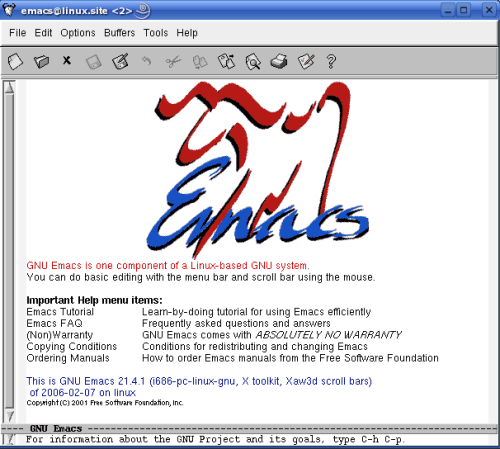 emacs@linux.site <2>
File Edit Options Buffers Tools Help
Emacs
GNU Emacs is one component of a Linux-based GNU system.
You can do basic editing with the menu bar and scroll bar using the mouse.
Important Help menu items:
Emacs Tutorial Learn-by-doing tutorial for using Emacs efficiently
Emacs FAQ Frequently asked questions and answers
(Non)Warranty GNU Emacs comes with ABSOLUTELY NO WARRANTY
Copying Conditions Conditions for redistributing and changing Emacs
Ordering Manuals How to order Emacs manuals from the Free Software Foundation
This is GNU Emacs 21.4.1 (i686-pc-linux-gnu, X toolkit, Xaw3d scroll bars)
of 2006-02-07 on linux
Copyright (C) 2001 Free Software Foundation, Inc.
--- GNU Emacs ---
For information about the GNU Project and its goals, type C-h C-p.